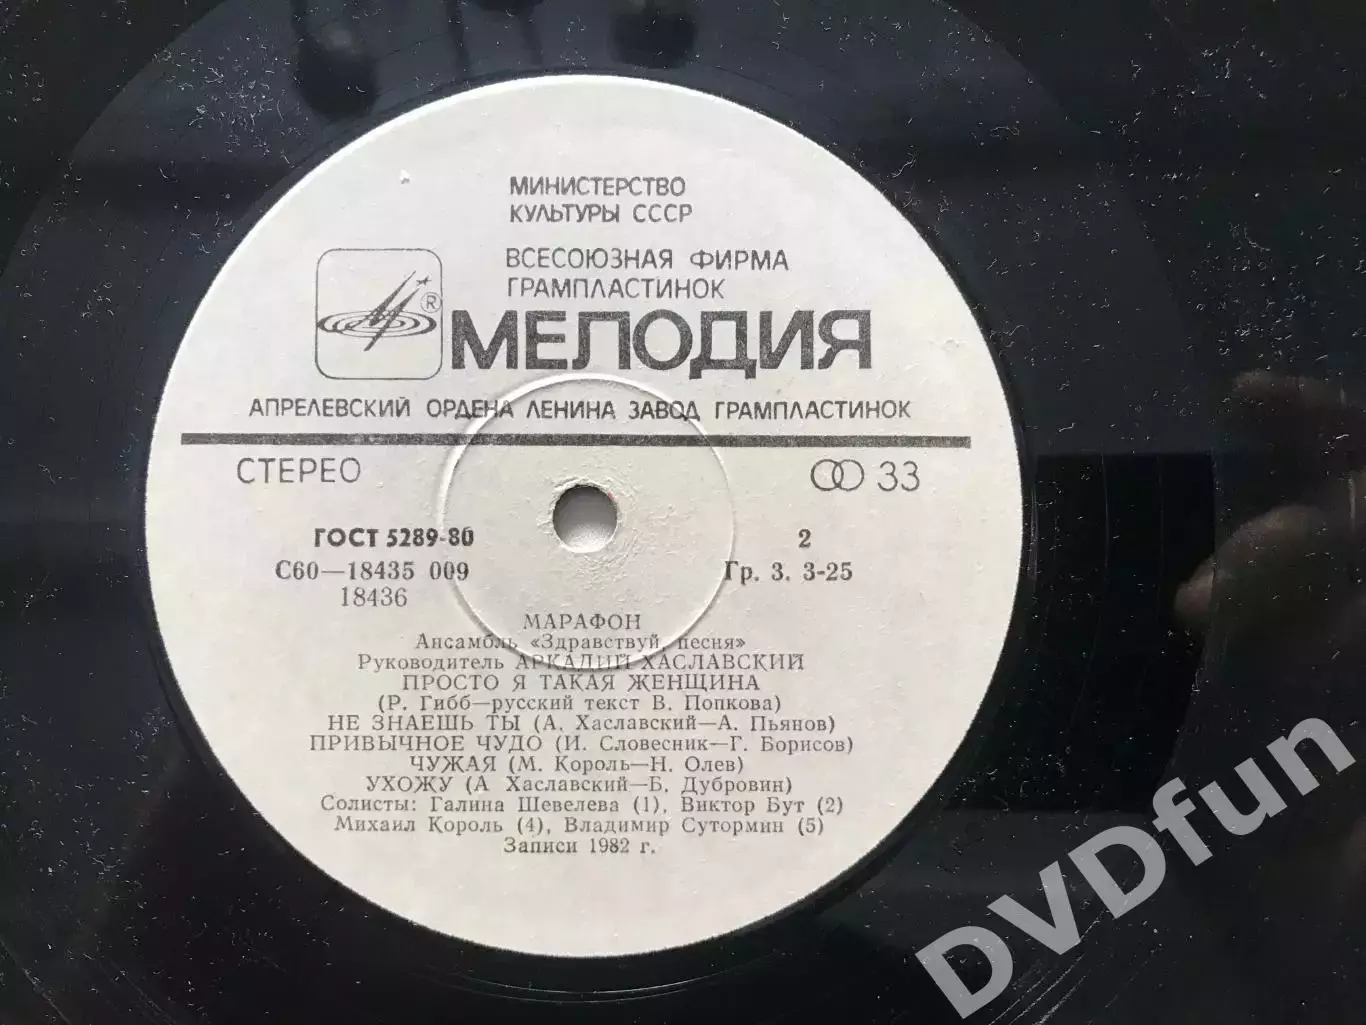 МИНИСТЕРСТВО
КУЛЬТУРЫ СССР
ВСЕСОЮЗНАЯ ФИРМА
ГРАМПЛАСТИНОК
®
МЕЛОДИЯ
АПРЕЛЕВСКИЙ ОРДЕНА ЛЕНИНА ЗАВОД ГРАМПЛАСТИНОК
СТЕРЕО 33
ГОСТ 5289-80 2
С60—18435 009 Гр. 3. 3-25
18436
МАРАФОН
Ансамбль «Здравствуй, песня»
Руководитель АРКАДИЙ ХАСЛАВСКИЙ
ПРОСТО Я ТАКАЯ ЖЕНЩИНА
(Р. Гибб—русский текст В. Попкова)
НЕ ЗНАЕШЬ ТЫ (А. Хаславский—А. Пьянов)
ПРИВЫЧНОЕ ЧУДО (И. Словесник—Г. Борисов)
ЧУЖАЯ (М. Король—Н. Олев)
УХОЖУ (А Хаславский—Б. Дубровин)
Солисты: Галина Шевелева (1), Виктор Бут (2)
Михаил Король (4), Владимир Сутормин (5)
Записи 1982 г.
DVDfun